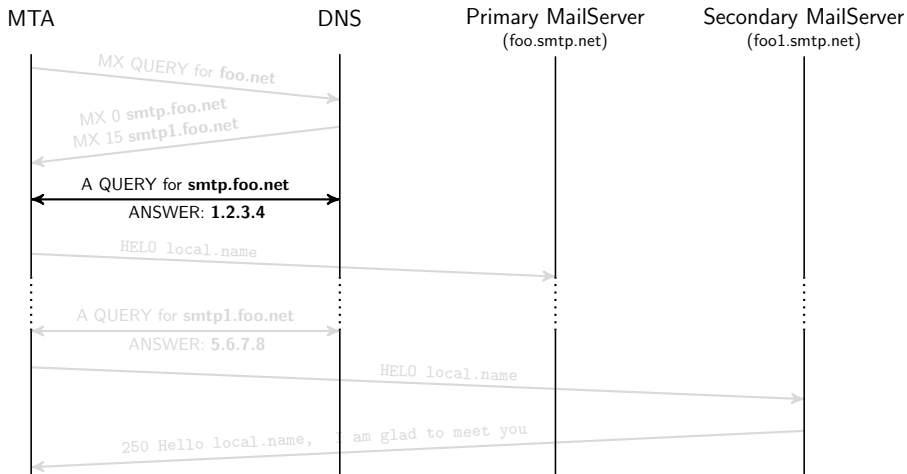 MTA
DNS
Primary MailServer
(foo.smtp.net)
Secondary MailServer
(foo1.smtp.net)
MX QUERY for foo.net
MX 0 smtp.foo.net
MX 15 smtp1.foo.net
A QUERY for smtp.foo.net
ANSWER: 1.2.3.4
HELO local.name
A QUERY for smtp1.foo.net
ANSWER: 5.6.7.8
HELO local.name
250 Hello local.name, I am glad to meet you